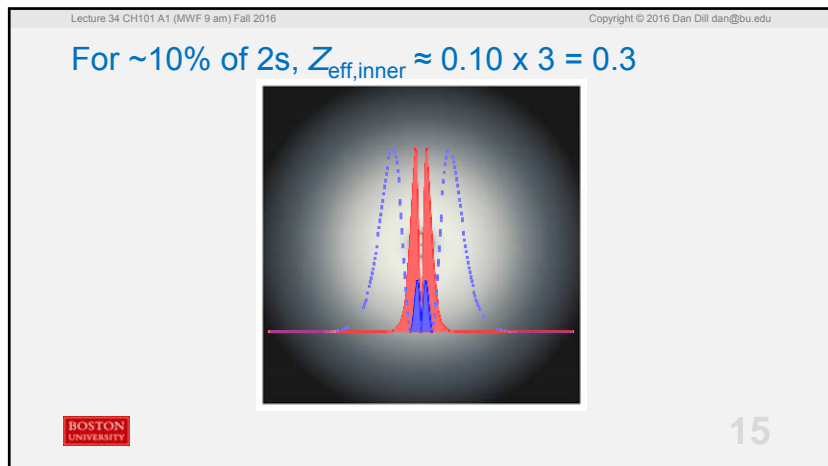 Lecture 34 CH101 A1 (MWF 9 am) Fall 2016
Copyright © 2016 Dan Dill dan@bu.edu
For ~10% of 2s, Zeff,inner ≈ 0.10 x 3 = 0.3
BOSTON
UNIVERSITY
15